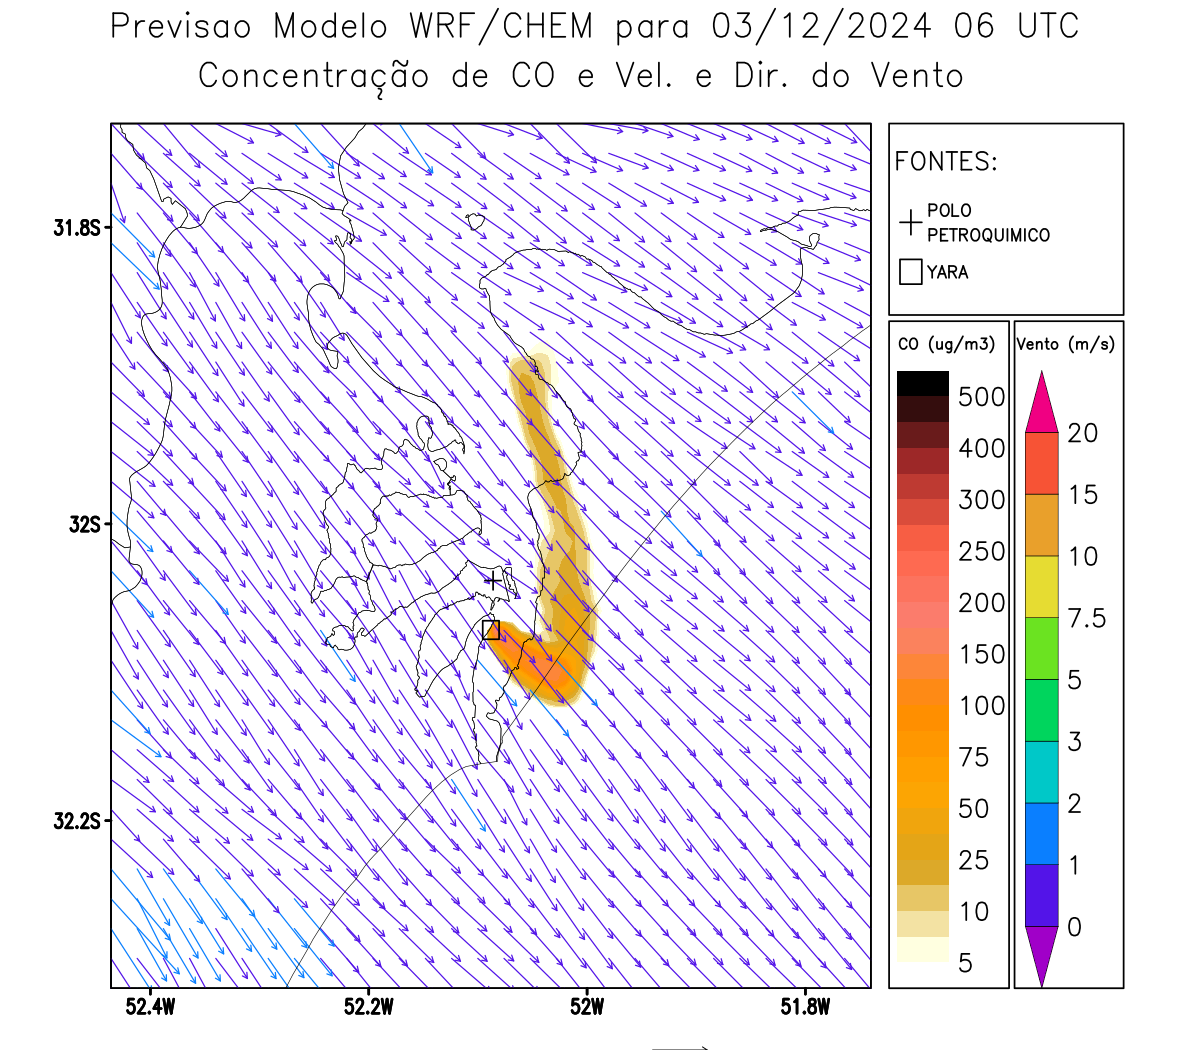 Previsao Modelo WRF/CHEM para 03/12/2024 06 UTC
Concentração de CO e Vel. e Dir. do Vento
FONTES:
POLO
PETROQUIMICO
YARA
CO (ug/m3)
500
400
300
250
200
150
100
75
50
25
10
5
Vento (m/s)
20
15
10
7.5
5
3
2
1
0
31.8S
32S
32.2S
52.4W 52.2W 52W 51.8W